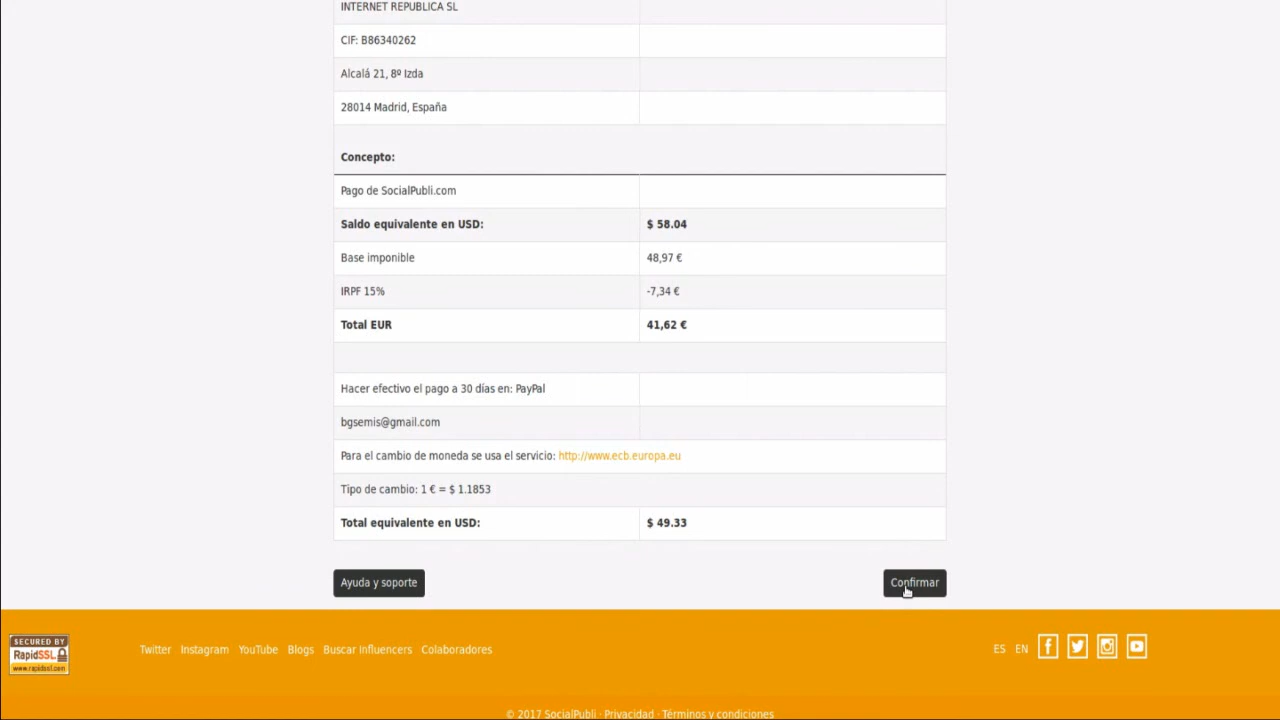 INTERNET REPUBLICA SL
CIF: B86340262
Alcalá 21, 8º Izda
28014 Madrid, España
Concepto:
Pago de SocialPubli.com
Saldo equivalente en USD: $ 58.04
Base imponible 48,97 €
IRPF 15% -7,34 €
Total EUR 41,62 €
Hacer efectivo el pago a 30 días en: PayPal
bgsemis@gmail.com
Para el cambio de moneda se usa el servicio: http://www.ecb.europa.eu
Tipo de cambio: 1 € = $ 1.1853
Total equivalente en USD: $ 49.33
Ayuda y soporte Confirmar
SECURED BY
RapidSSL
www.rapidssl.com
Twitter Instagram YouTube Blogs Buscar Influencers Colaboradores ES EN
© 2017 SocialPubli · Privacidad · Términos y condiciones